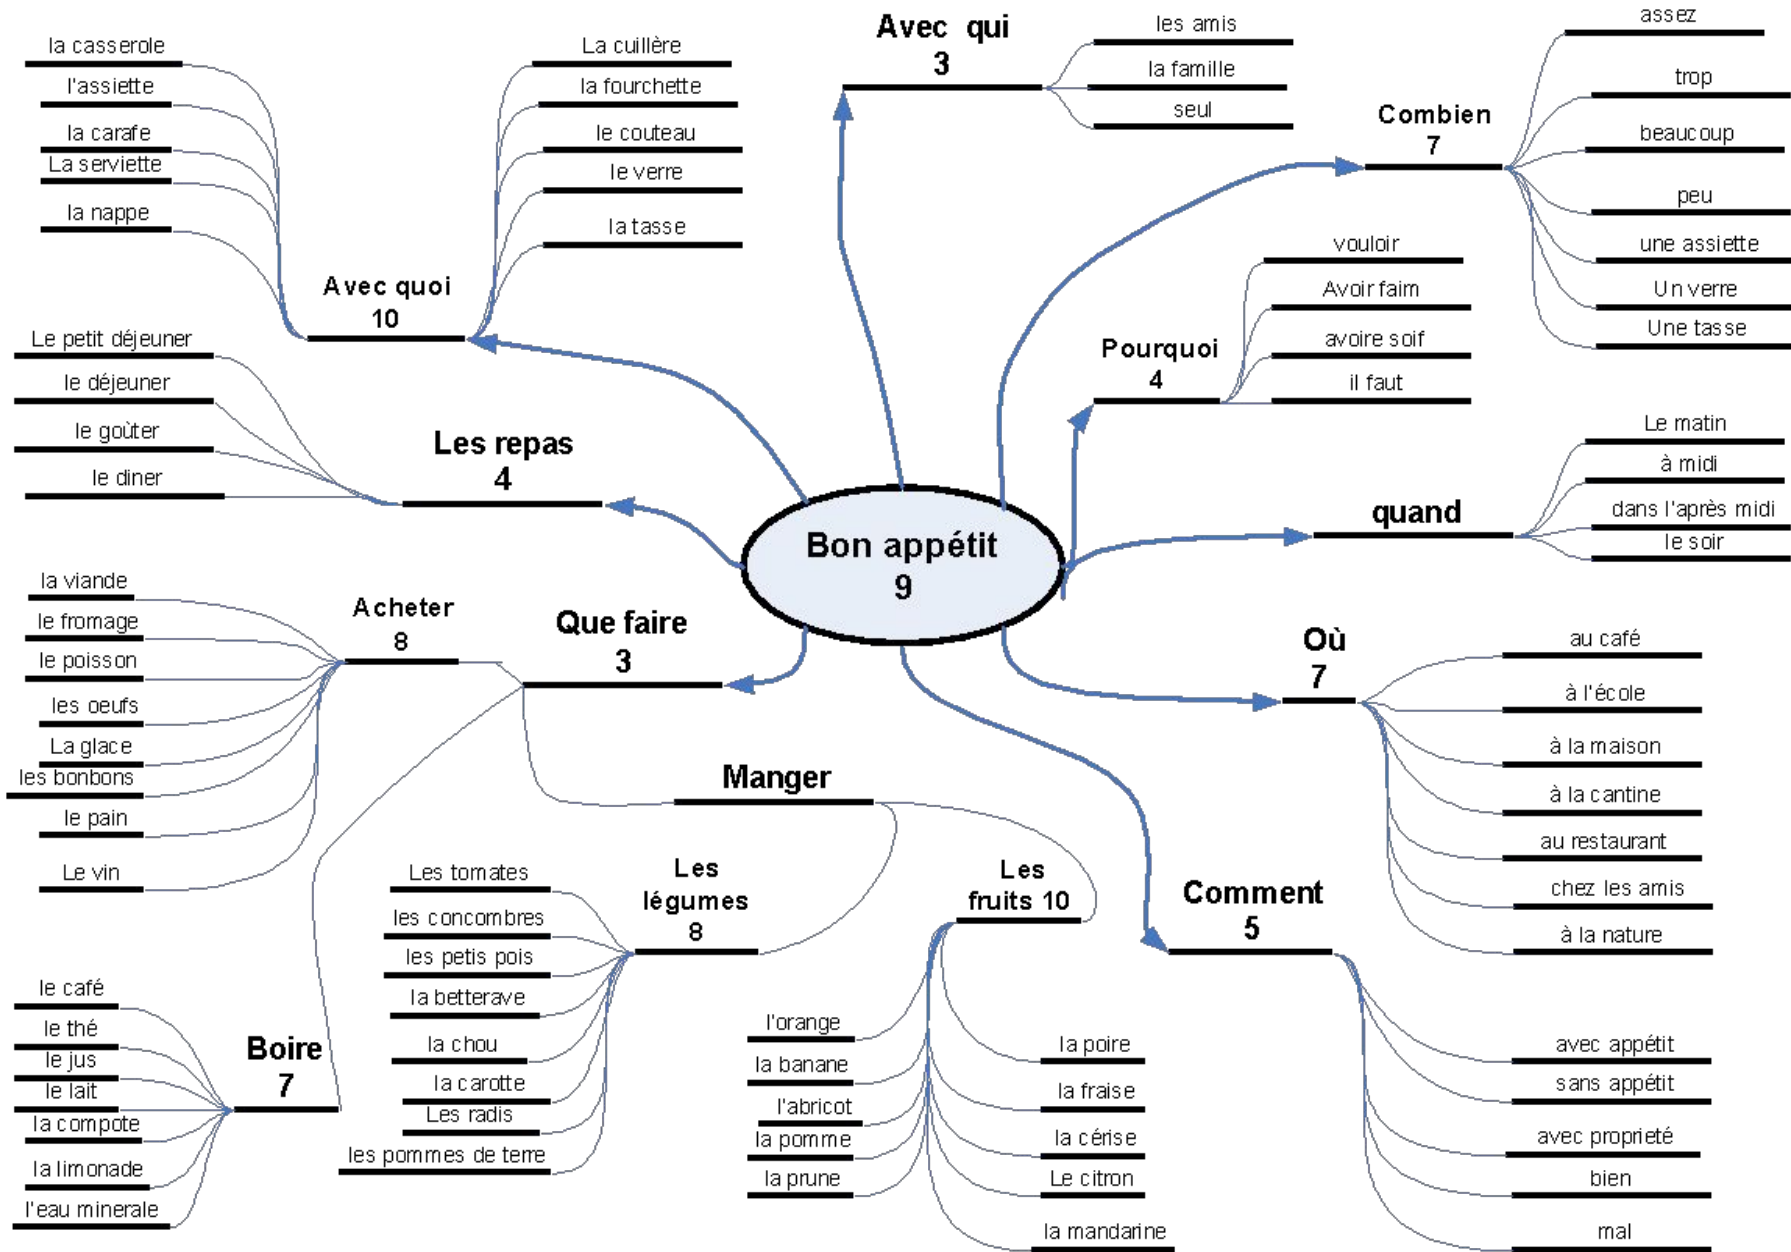 Bon appétit
9
Avec qui
3
les amis
la famille
seul
Combien
7
assez
trop
beaucoup
peu
une assiette
Un verre
Une tasse
Pourquoi
4
vouloir
Avoir faim
avoire soif
il faut
quand
Le matin
à midi
dans l'après midi
le soir
Où
7
au café
à l'école
à la maison
à la cantine
au restaurant
chez les amis
à la nature
Comment
5
avec appétit
sans appétit
avec proprieté
bien
mal
Que faire
3
Acheter
8
la viande
le fromage
le poisson
les oeufs
La glace
les bonbons
le pain
Le vin
Manger
Les
légumes
8
Les tomates
les concombres
les petis pois
la betterave
la chou
la carotte
Les radis
les pommes de terre
Les
fruits 10
l'orange
la banane
l'abricot
la pomme
la prune
la poire
la fraise
la cérise
Le citron
la mandarine
Boire
7
le café
le thé
le jus
le lait
la compote
la limonade
l'eau minerale
Les repas
4
Le petit déjeuner
le déjeuner
le goùter
le diner
Avec quoi
10
la casserole
l'assiette
la carafe
La serviette
la nappe
La cuillère
la fourchette
le couteau
le verre
la tasse